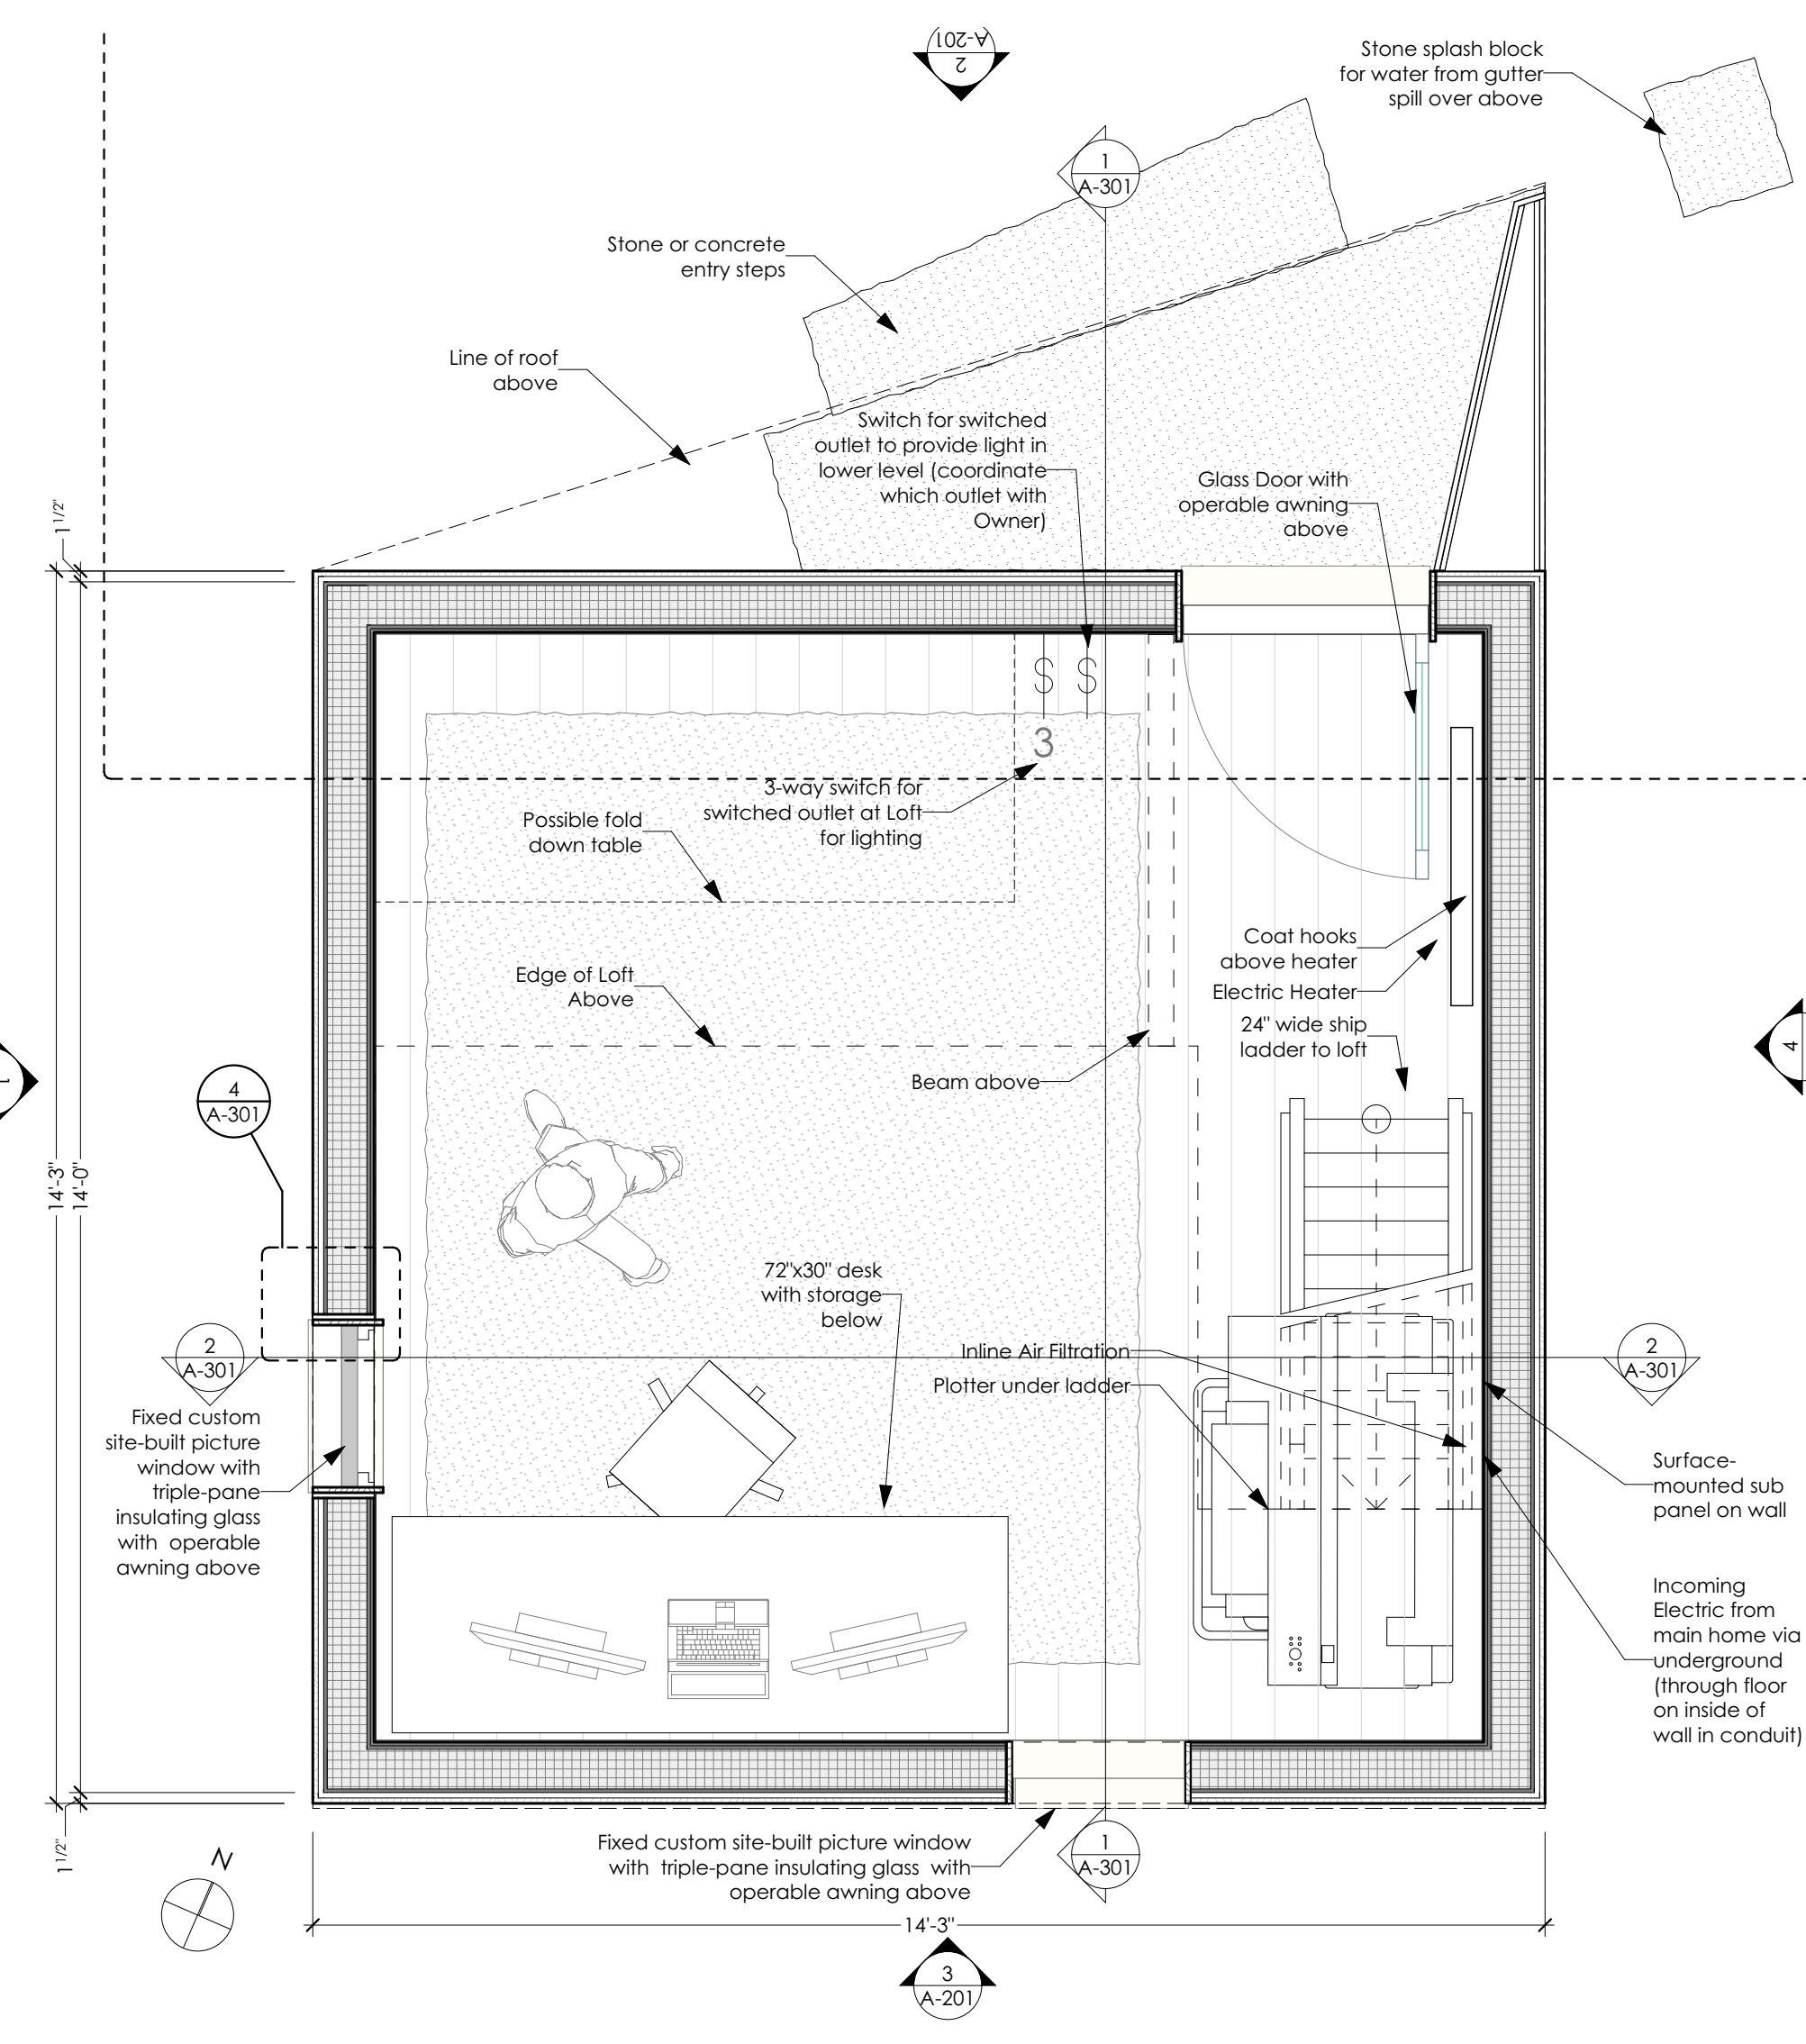 A-201
2
Stone splash block
for water from gutter
spill over above
1
A-301
Stone or concrete
entry steps
Line of roof
above
Switch for switched
outlet to provide light in
lower level (coordinate
which outlet with
Owner)
Glass Door with
operable awning
above
1 1/2"
S S
3
3-way switch for
switched outlet at Loft
for lighting
Possible fold
down table
Coat hooks
above heater
Electric Heater
Edge of Loft
Above
24" wide ship
ladder to loft
Beam above
4
1
4
A-301
14'-3"
14'-0"
72"x30" desk
with storage
below
2
A-301
Inline Air Filtration
Plotter under ladder
2
A-301
Fixed custom
site-built picture
window with
triple-pane
insulating glass
with operable
awning above
Surface-
mounted sub
panel on wall
Incoming
Electric from
main home via
underground
(through floor
on inside of
wall in conduit)
1 1/2"
N
Fixed custom site-built picture window
with triple-pane insulating glass with
operable awning above
1
A-301
14'-3"
3
A-201